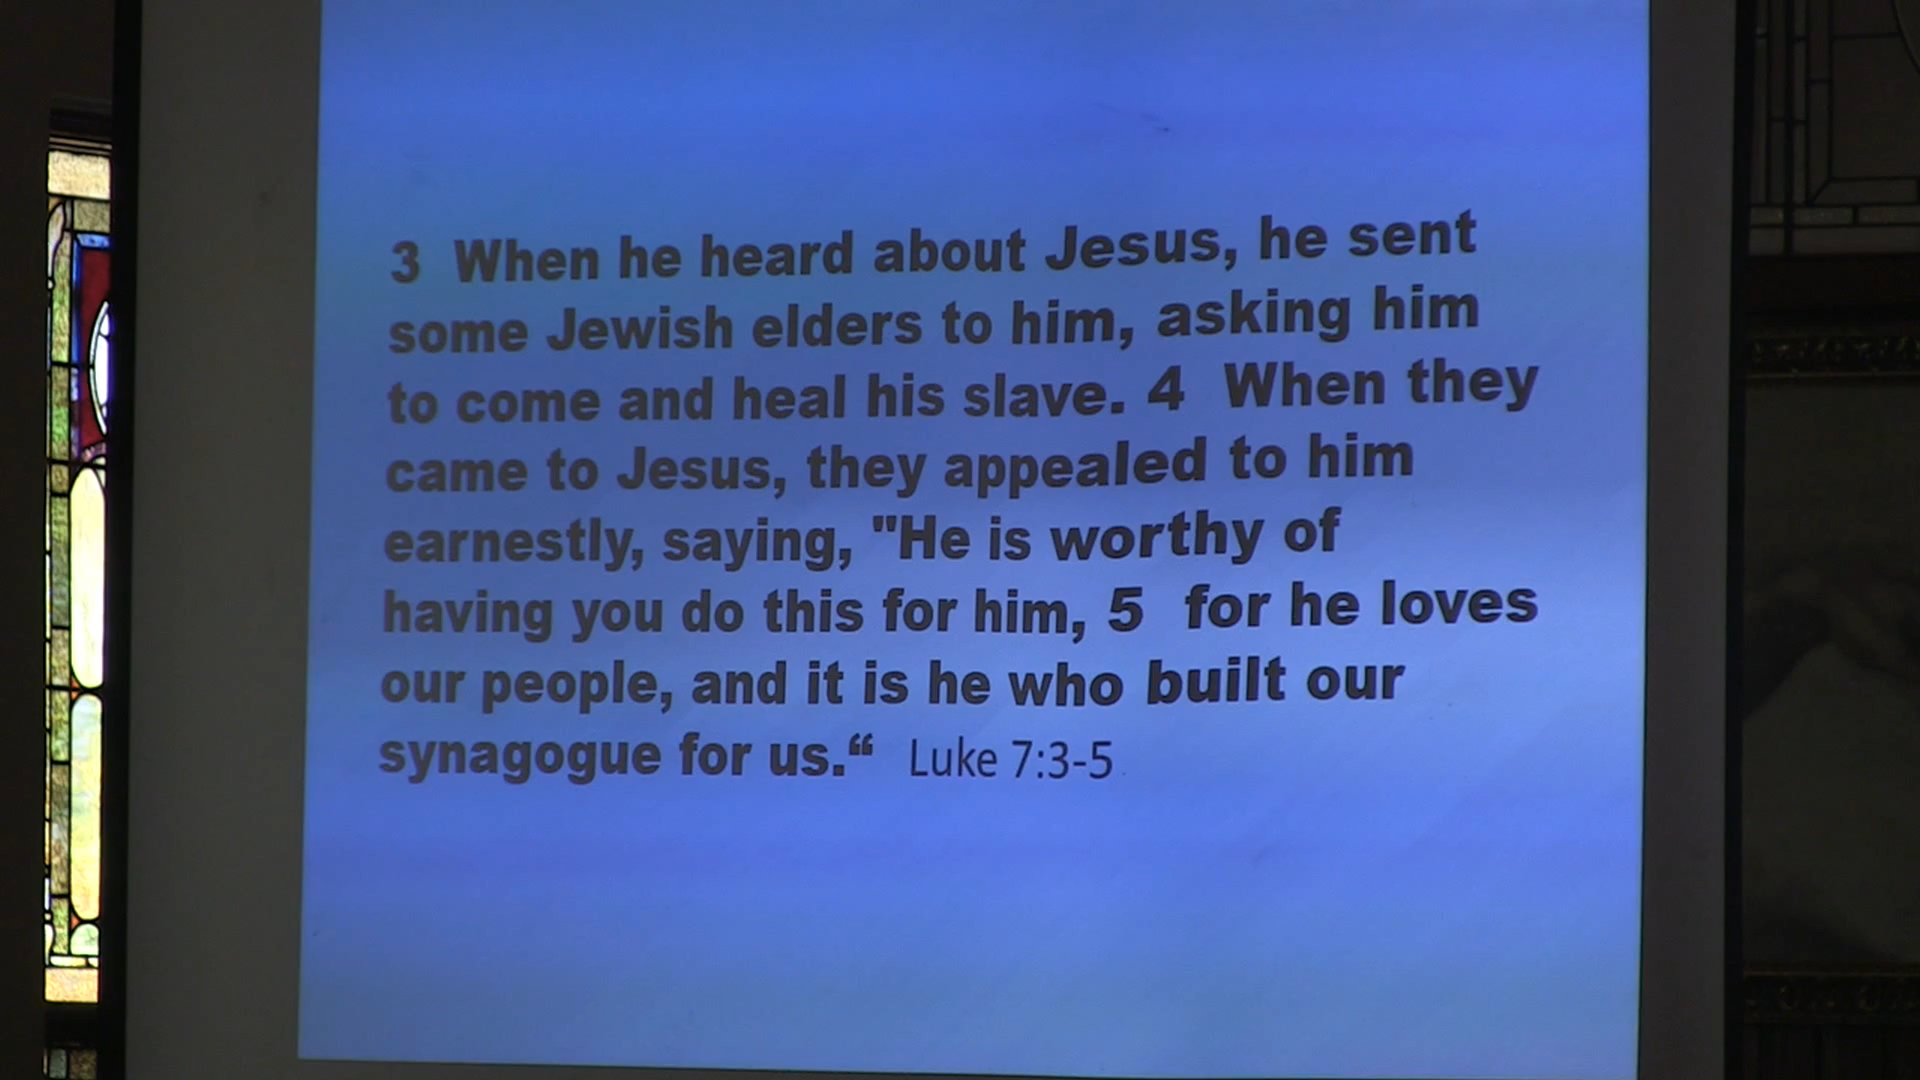 3 When he heard about Jesus, he sent
some Jewish elders to him, asking him
to come and heal his slave. 4 When they
came to Jesus, they appealed to him
earnestly, saying, "He is worthy of
having you do this for him, 5 for he loves
our people, and it is he who built our
synagogue for us.“ Luke 7:3-5